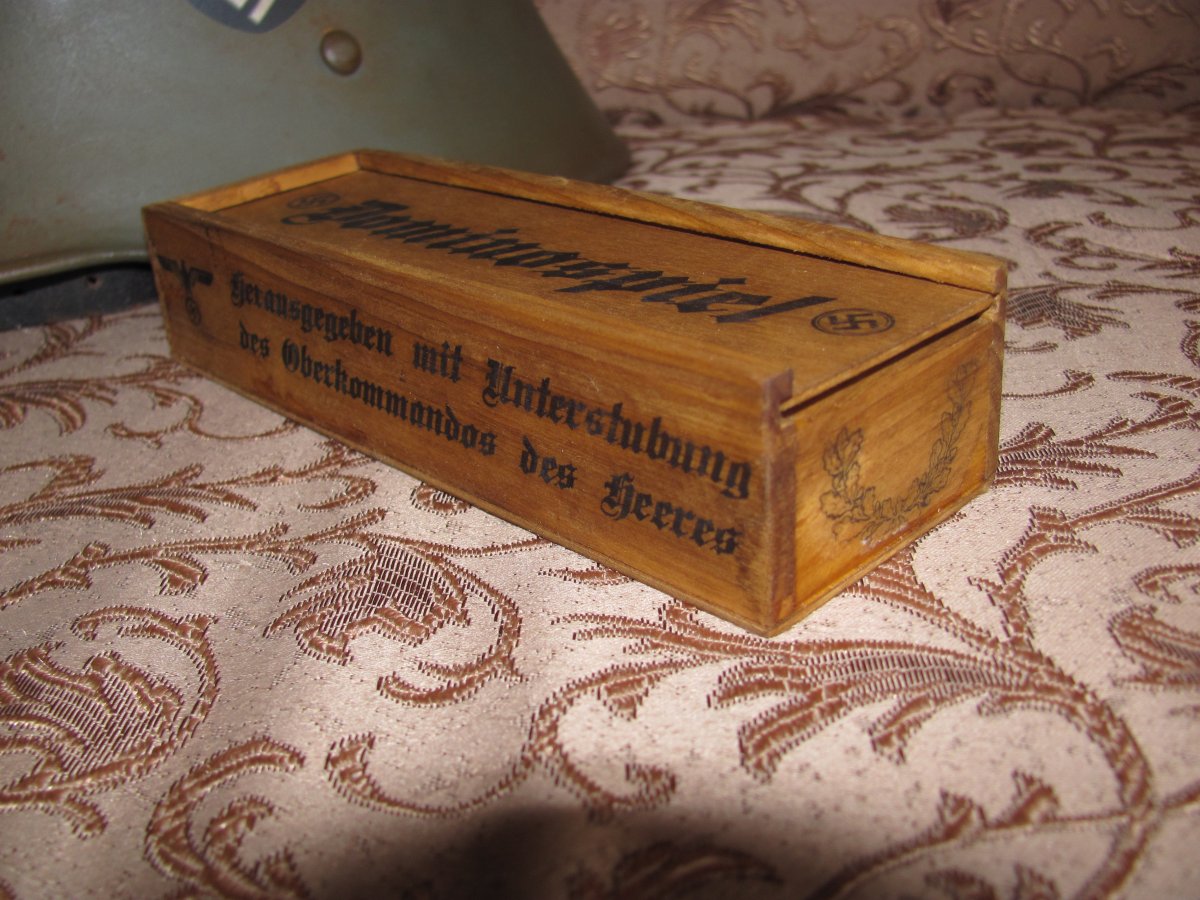 Dominospiel
Herausgegeben mit Unterstubung
des Oberkommandos des Heeres